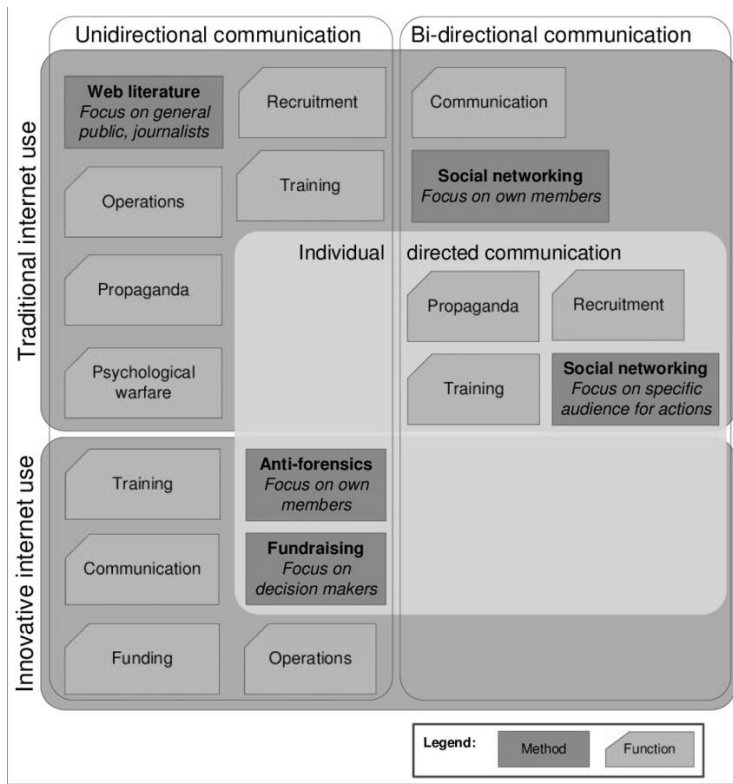 Unidirectional communication
Bi-directional communication
Traditional internet use
Web literature
Focus on general
public, journalists
Recruitment
Communication
Operations
Training
Social networking
Focus on own members
Individual directed communication
Propaganda
Propaganda
Recruitment
Psychological
warfare
Training
Social networking
Focus on specific
audience for actions
Innovative internet use
Training
Anti-forensics
Focus on own
members
Communication
Fundraising
Focus on
decision makers
Funding
Operations
Legend:
Method
Function